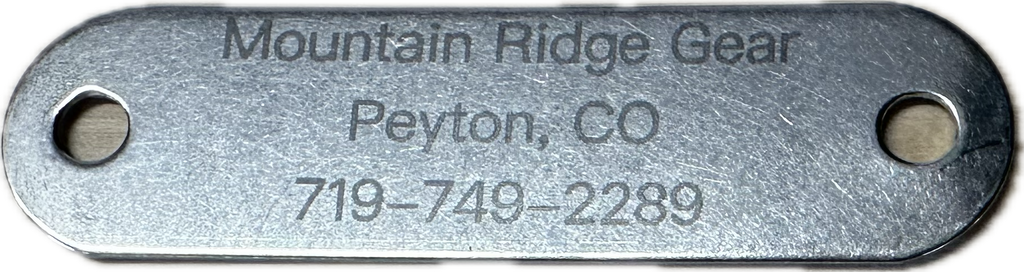 Mountain Ridge Gear
Peyton, CO
719-749-2289